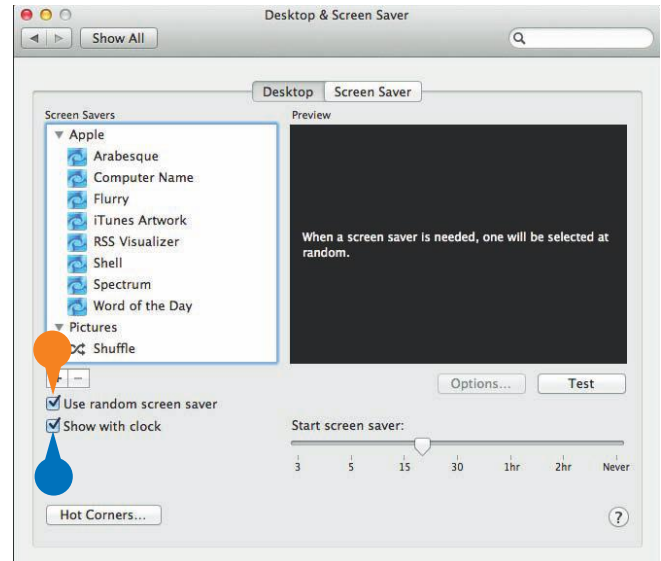 Desktop & Screen Saver
Show All
Desktop Screen Saver
Screen Savers
Preview
Apple
Arabesque
Computer Name
Flurry
iTunes Artwork
RSS Visualizer
Shell
Spectrum
Word of the Day
Pictures
Shuffle
When a screen saver is needed, one will be selected at
random.
+ −
Options... Test
Use random screen saver
Show with clock
Start screen saver:
3 5 15 30 1hr 2hr Never
Hot Corners...
?